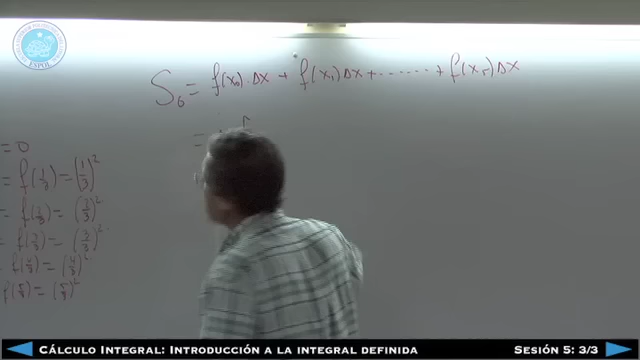 ESPOL
S₆ = f(x₀)·Δx + f(x₁)Δx + ...... + f(x₅)Δx
=
= 0
= f(1/3) = (1/3)²
= f(2/3) = (2/3)²
= f(3/3) = (3/3)²
f(4/3) = (4/3)²
f(5/3) = (5/3)²
Cálculo Integral: Introducción a la integral definida
Sesión 5: 3/3